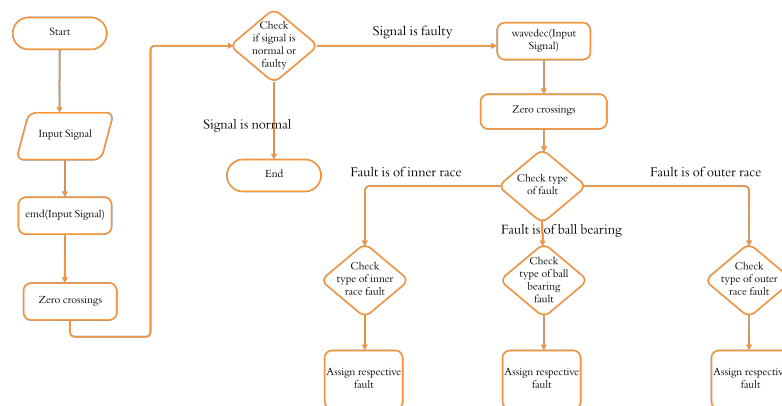 Start
Input Signal
emd(Input Signal)
Zero crossings
Check
if signal is
normal or
faulty
Signal is faulty
Signal is normal
End
wavedec(Input
Signal)
Zero crossings
Check type
of fault
Fault is of inner race
Fault is of ball bearing
Fault is of outer race
Check
type of inner
race fault
Check
type of ball
bearing
fault
Check
type of outer
race fault
Assign respective
fault
Assign respective
fault
Assign respective
fault